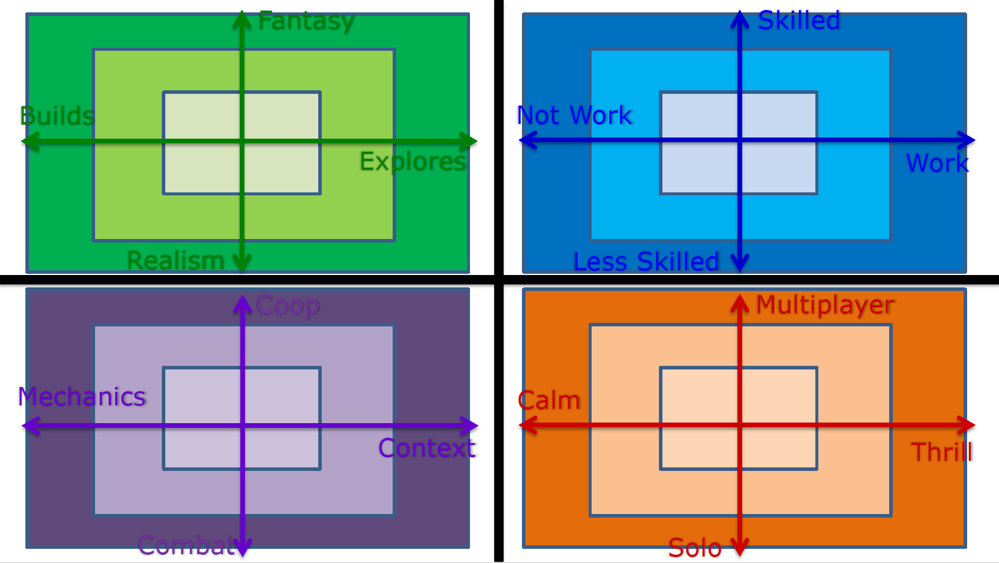 Fantasy
Builds
Explores
Realism
Skilled
Not Work
Work
Less Skilled
Coop
Mechanics
Context
Combat
Multiplayer
Calm
Thrill
Solo